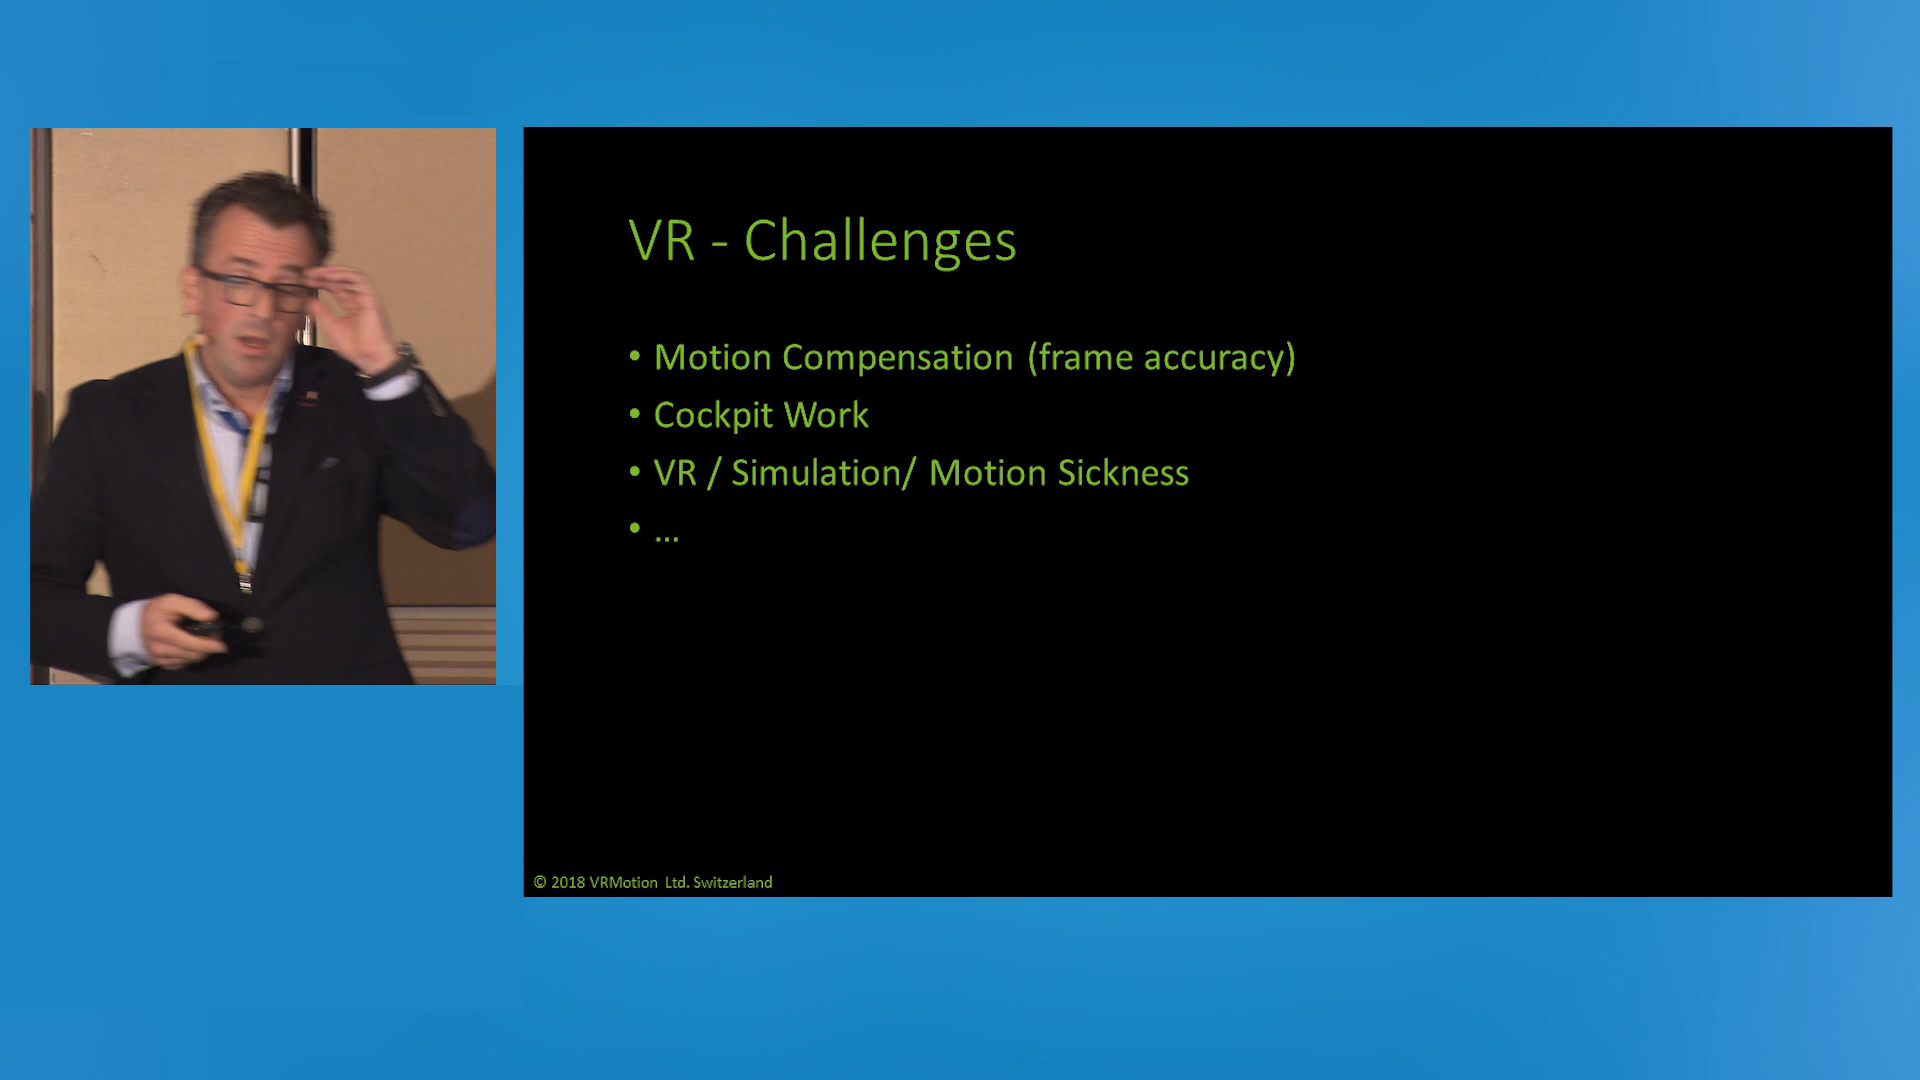 VR - Challenges
• Motion Compensation (frame accuracy)
• Cockpit Work
• VR / Simulation/ Motion Sickness
• ...
© 2018 VRMotion Ltd. Switzerland